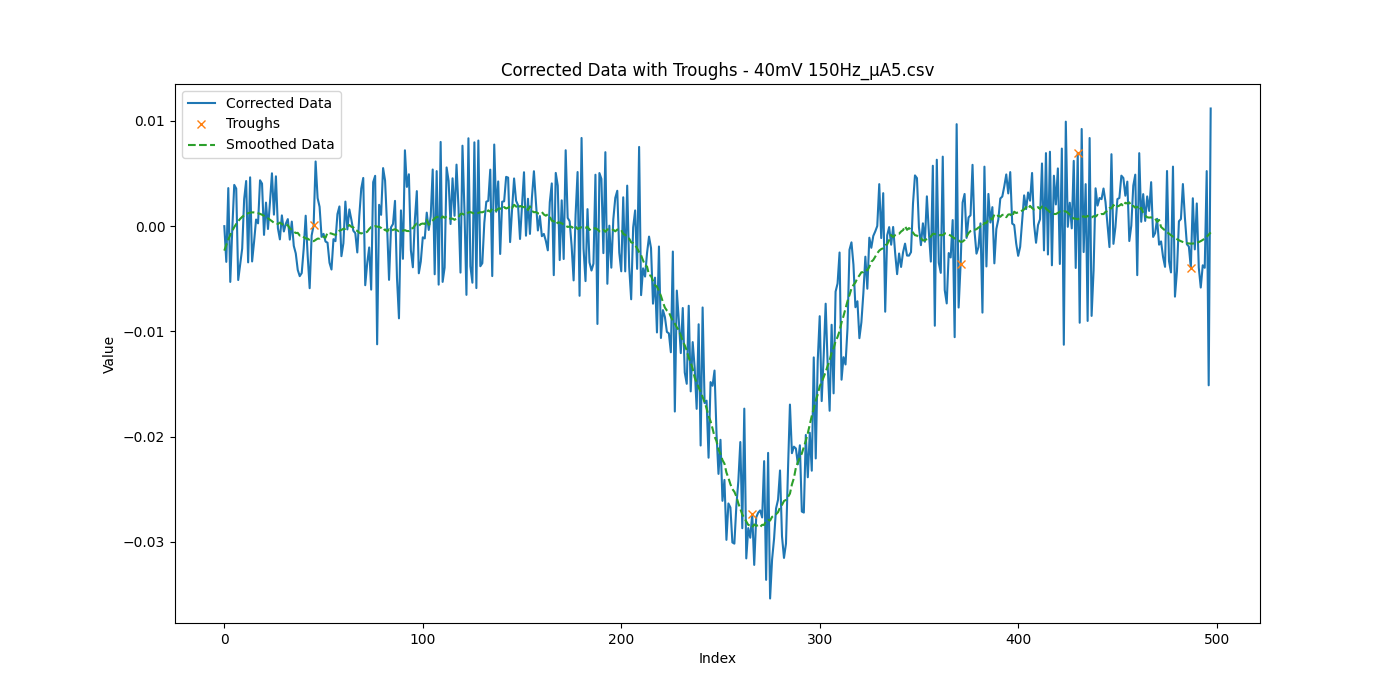 Corrected Data with Troughs - 40mV 150Hz_µA5.csv
Corrected Data
Troughs
Smoothed Data
0.01
0.00
−0.01
−0.02
−0.03
Value
0
100
200
300
400
500
Index